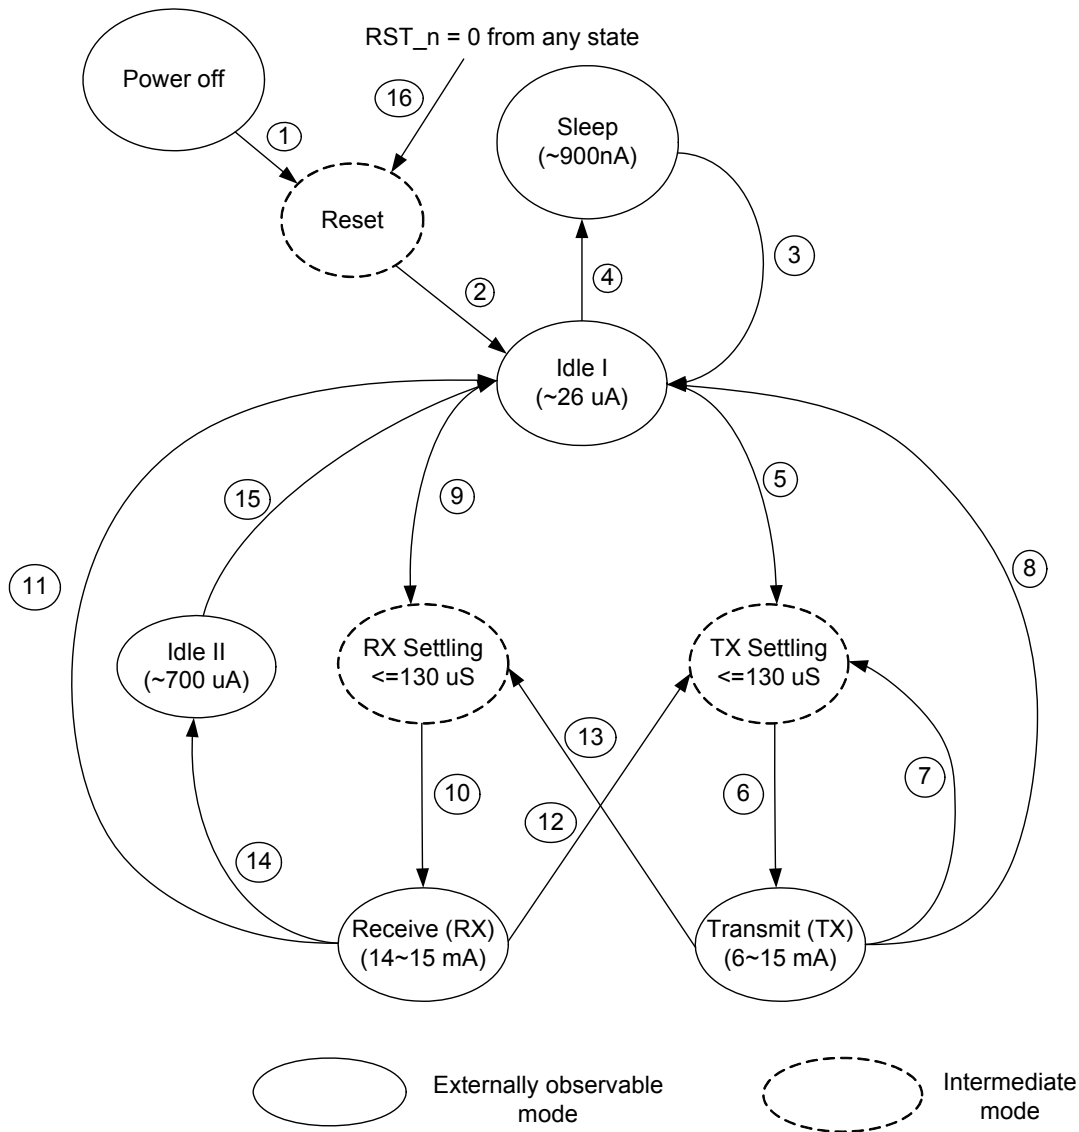 RST_n = 0 from any state
Power off
16
1
Sleep
(~900nA)
Reset
3
2
4
Idle I
(~26 uA)
15
9
5
11
8
Idle II
(~700 uA)
RX Settling
<=130 uS
TX Settling
<=130 uS
13
10
12
6
7
14
Receive (RX)
(14~15 mA)
Transmit (TX)
(6~15 mA)
Externally observable
mode
Intermediate
mode